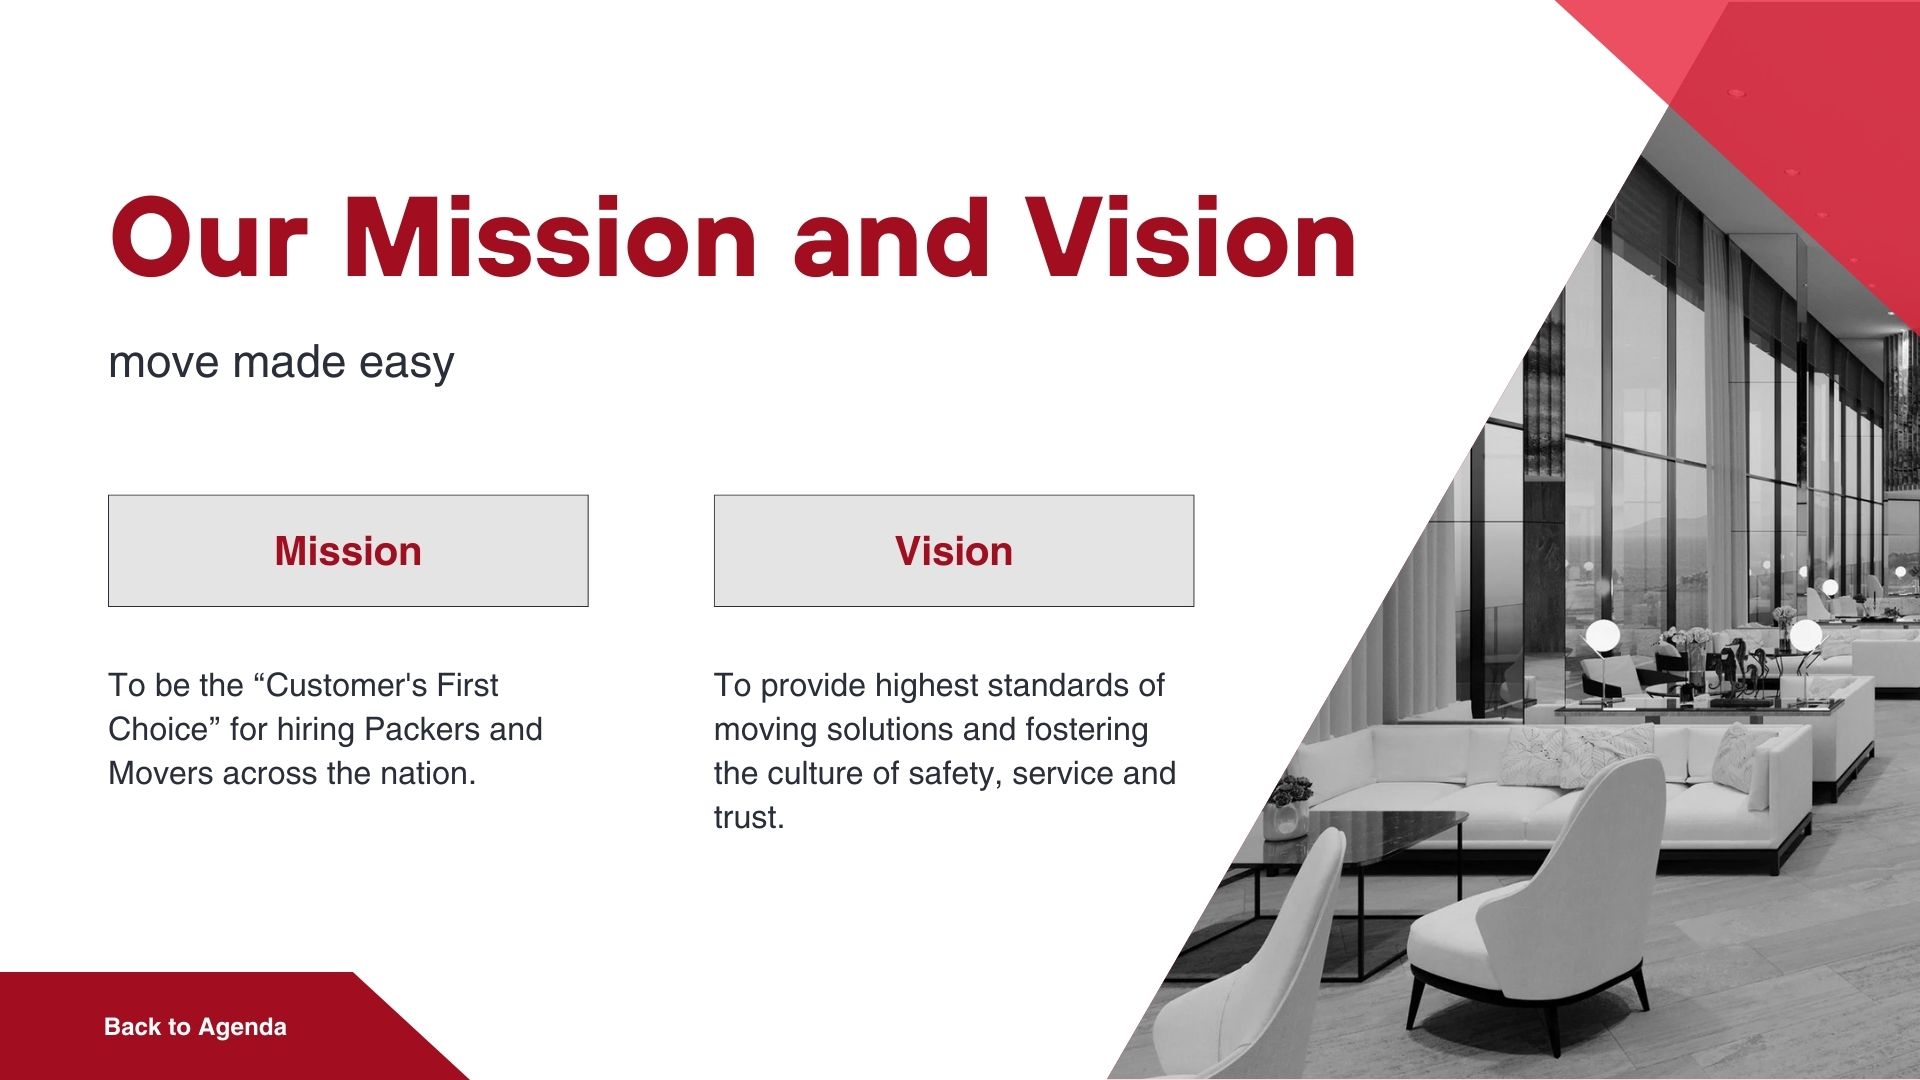 Our Mission and Vision
move made easy
Mission
To be the “Customer's First
Choice” for hiring Packers and
Movers across the nation.
Vision
To provide highest standards of
moving solutions and fostering
the culture of safety, service and
trust.
Back to Agenda